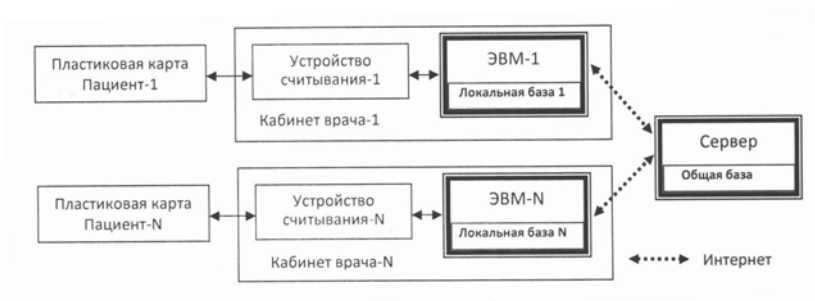 Пластиковая карта
Пациент-1
Устройство
считывания-1
ЭВМ-1
Локальная база 1
Кабинет врача-1
Сервер
Общая база
Пластиковая карта
Пациент-N
Устройство
считывания-N
ЭВМ-N
Локальная база N
Кабинет врача-N
Интернет